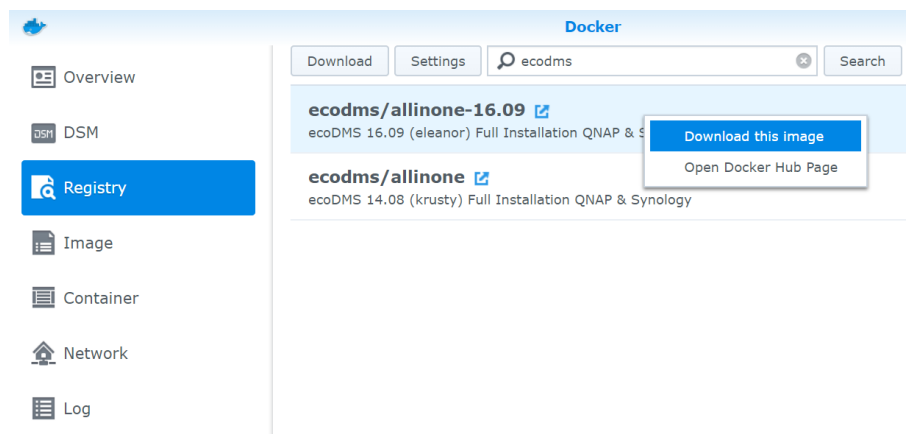 Docker
Overview
DSM
DSM
Registry
Image
Container
Network
Log
Download Settings ecodms Search
ecodms/allinone-16.09
ecoDMS 16.09 (eleanor) Full Installation QNAP &
Download this image
Open Docker Hub Page
ecodms/allinone
ecoDMS 14.08 (krusty) Full Installation QNAP & Synology